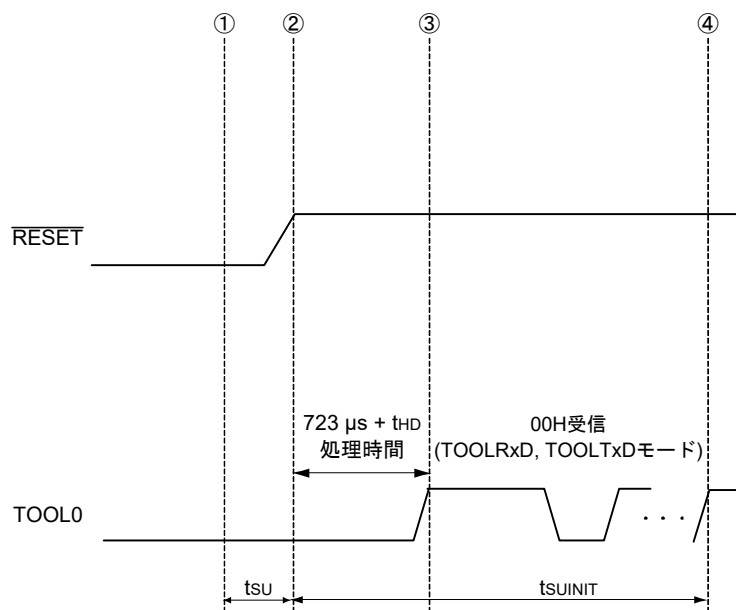 ① ② ③ ④
RESET
723 µs + tHD
処理時間
00H受信
(TOOLRxD, TOOLTxDモード)
TOOL0
・・・
tSU
tSUINIT